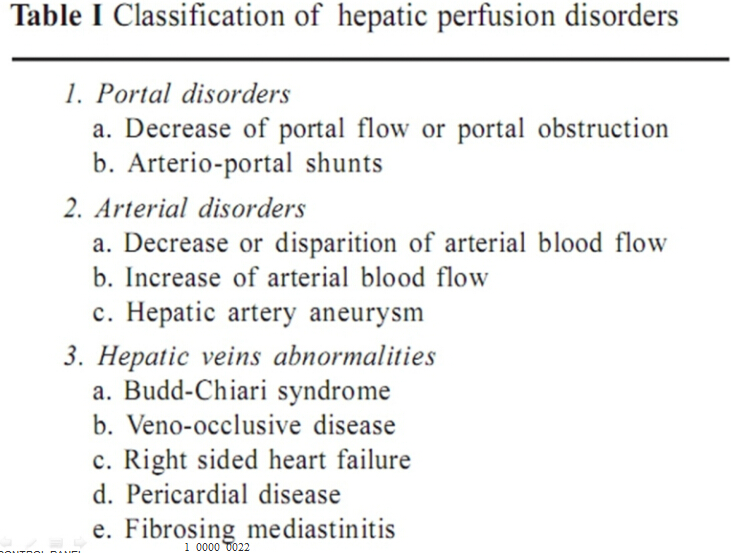 Table I Classification of hepatic perfusion disorders
1. Portal disorders
a. Decrease of portal flow or portal obstruction
b. Arterio-portal shunts
2. Arterial disorders
a. Decrease or disparition of arterial blood flow
b. Increase of arterial blood flow
c. Hepatic artery aneurysm
3. Hepatic veins abnormalities
a. Budd-Chiari syndrome
b. Veno-occlusive disease
c. Right sided heart failure
d. Pericardial disease
e. Fibrosing mediastinitis
1 0000 0022